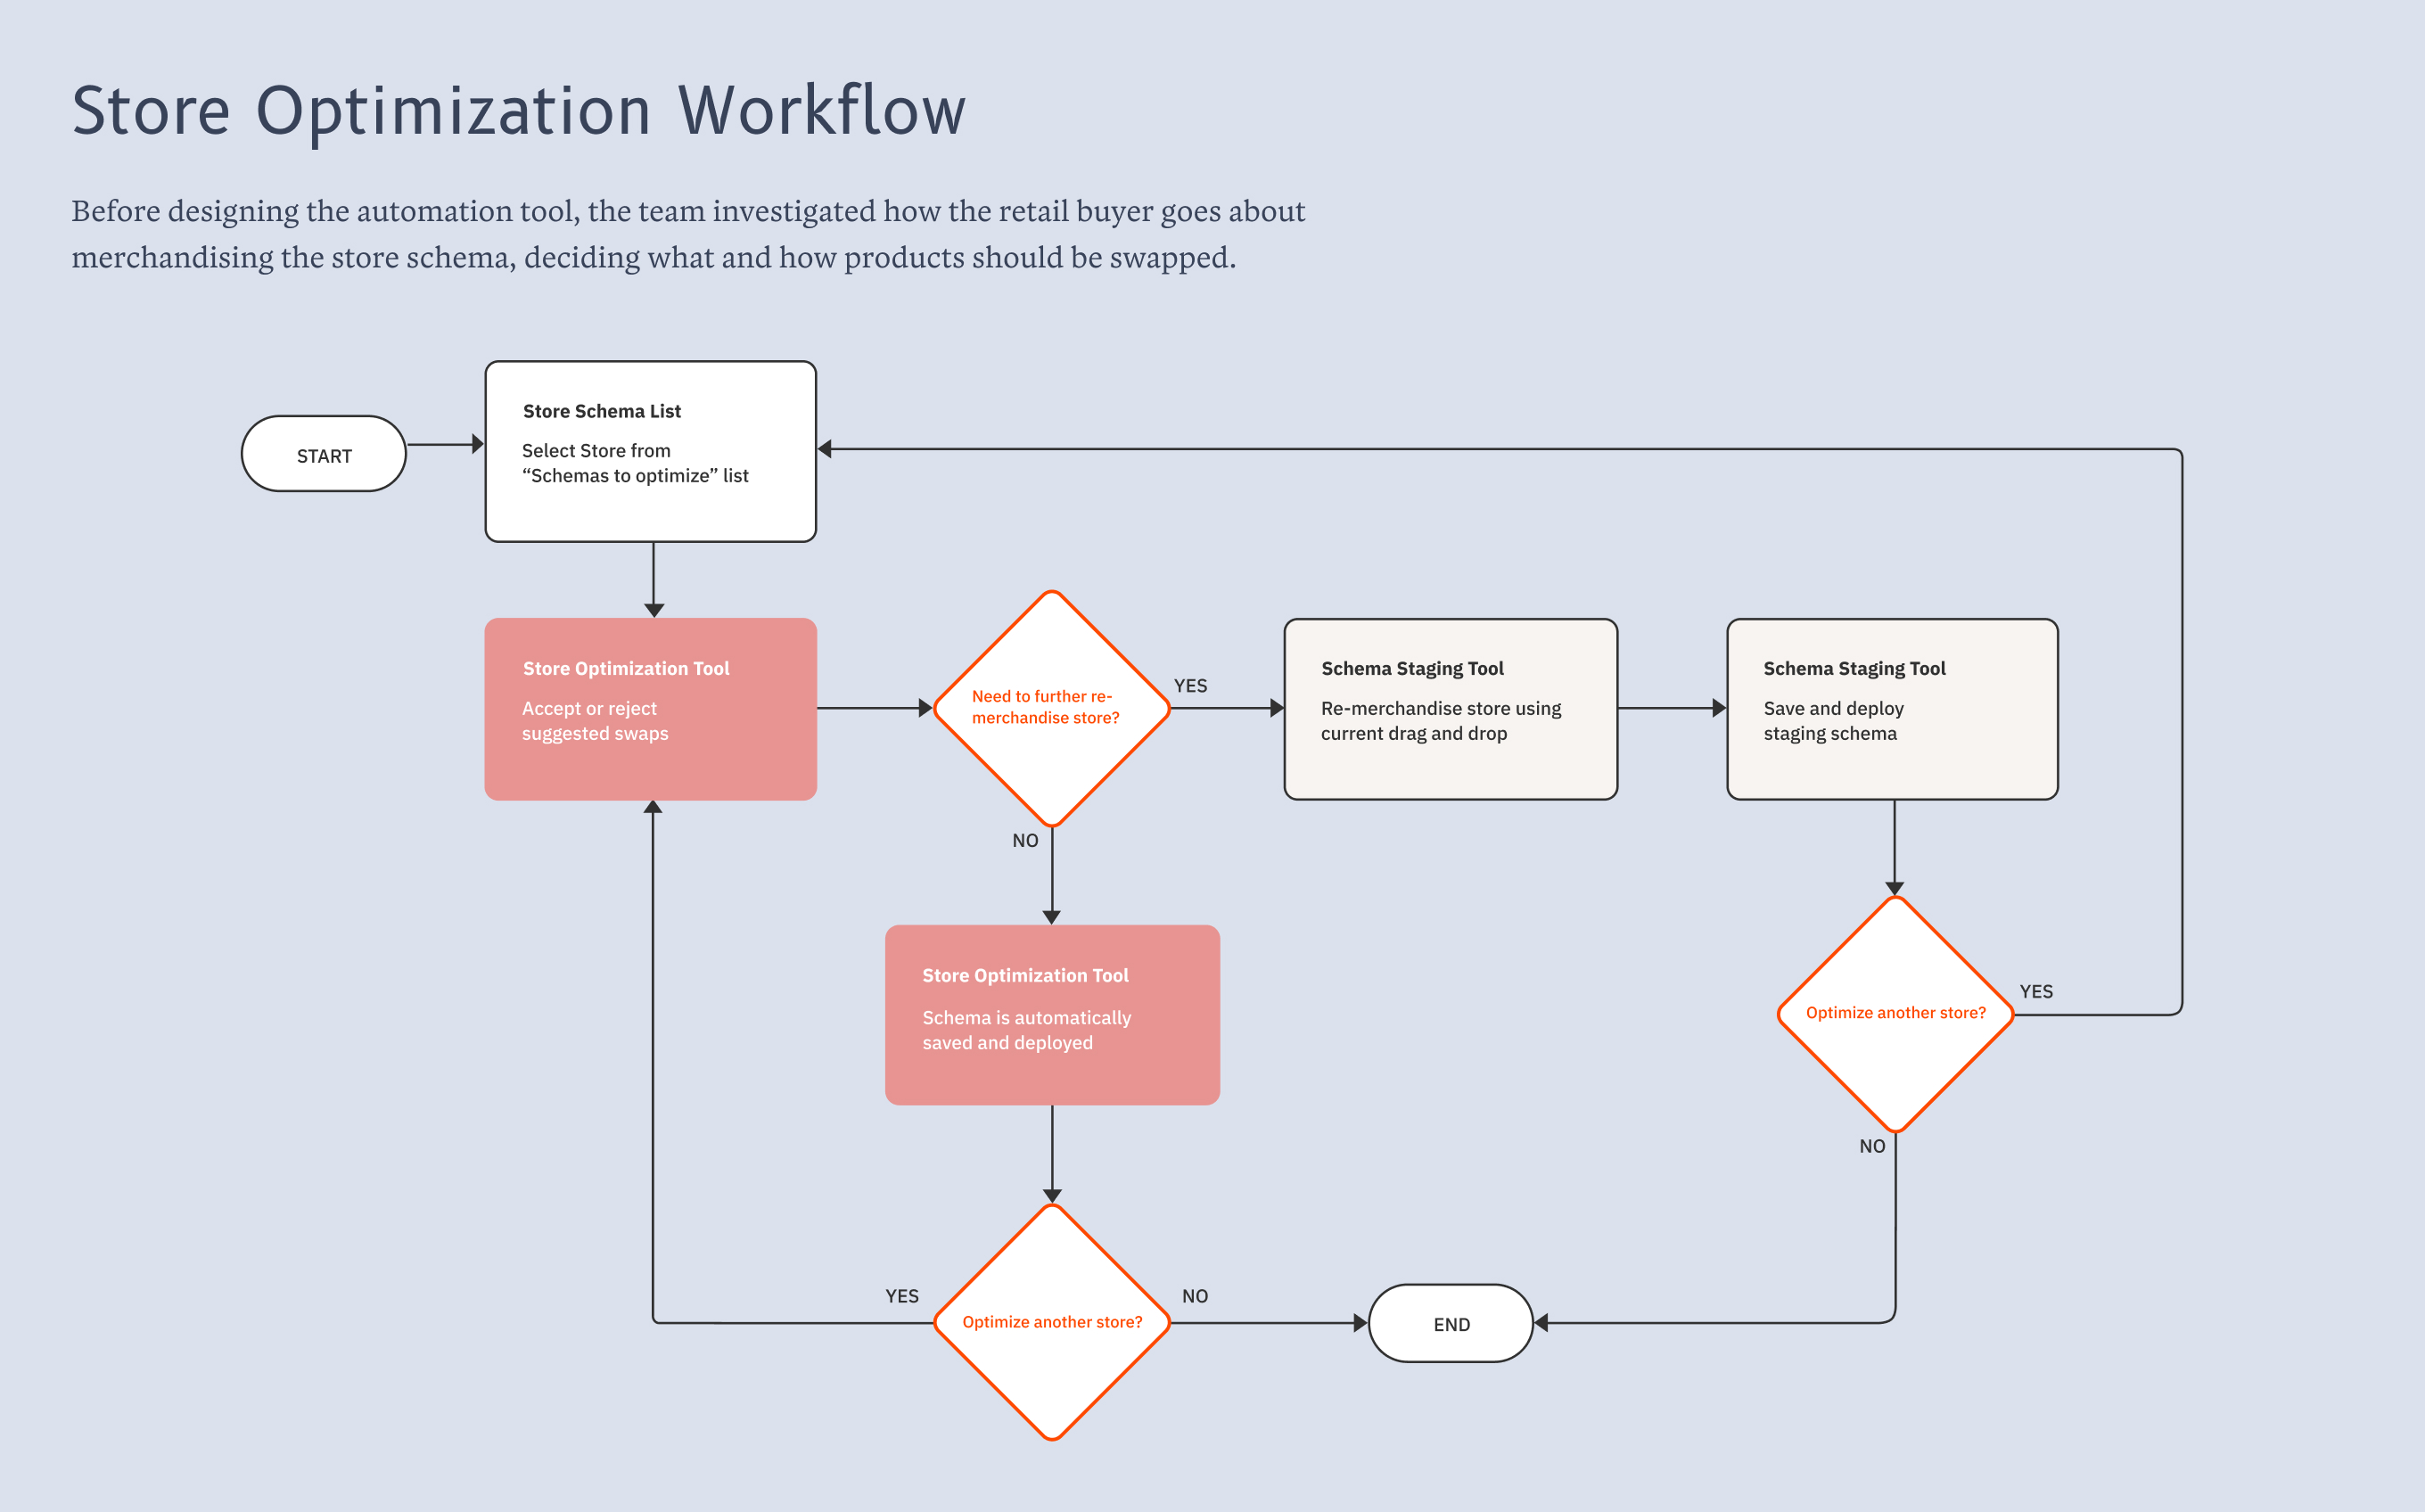 Store Optimization Workflow
Before designing the automation tool, the team investigated how the retail buyer goes about
merchandising the store schema, deciding what and how products should be swapped.
START
Store Schema List
Select Store from
“Schemas to optimize” list
Store Optimization Tool
Accept or reject
suggested swaps
Need to further re-
merchandise store?
YES
Schema Staging Tool
Re-merchandise store using
current drag and drop
Schema Staging Tool
Save and deploy
staging schema
NO
Store Optimization Tool
Schema is automatically
saved and deployed
Optimize another store?
YES
NO
YES
Optimize another store?
NO
END